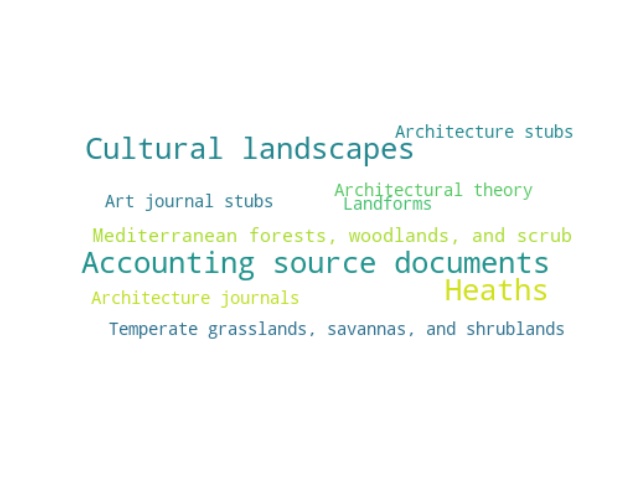 Architecture stubs
Cultural landscapes
Architectural theory
Art journal stubs
Landforms
Mediterranean forests, woodlands, and scrub
Accounting source documents
Heaths
Architecture journals
Temperate grasslands, savannas, and shrublands